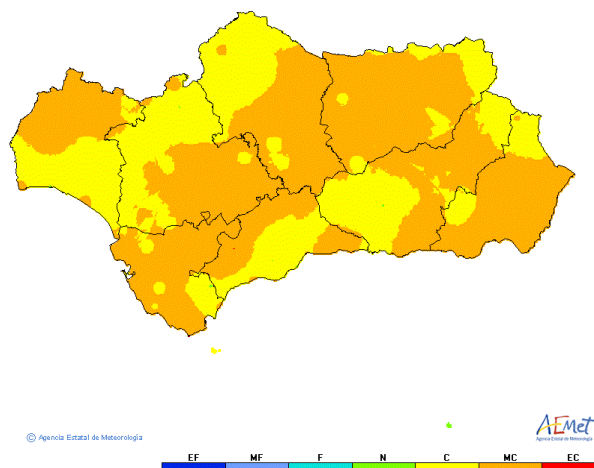 © Agencia Estatal de Meteorología
AEmet
Agencia Estatal de Meteorología
EF MF F N C MC EC